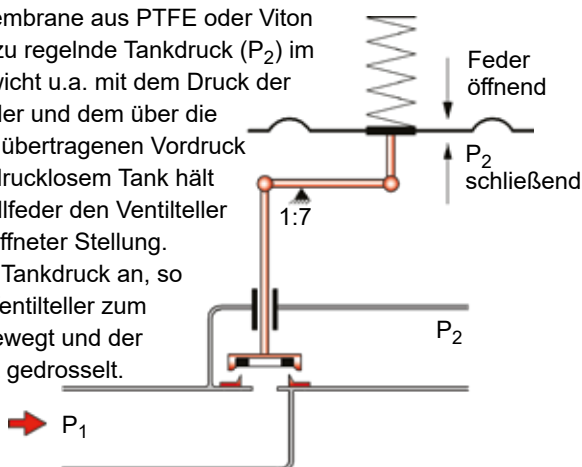 embrane aus PTFE oder Viton
zu regelnde Tankdruck (P₂) im
wicht u.a. mit dem Druck der
der und dem über die
übertragenen Vordruck
drucklosem Tank hält
llfeder den Ventilteller
ffneter Stellung.
Tankdruck an, so
entilteller zum
ewegt und der
gedrosselt.
Feder
öffnend
P₂
schließend
1:7
P₂
P₁